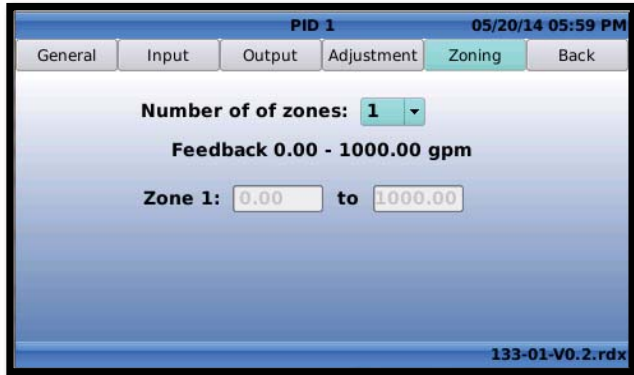 PID 1 05/20/14 05:59 PM
General Input Output Adjustment Zoning Back
Number of of zones: 1
Feedback 0.00 - 1000.00 gpm
Zone 1: 0.00 to 1000.00
133-01-V0.2.rdx